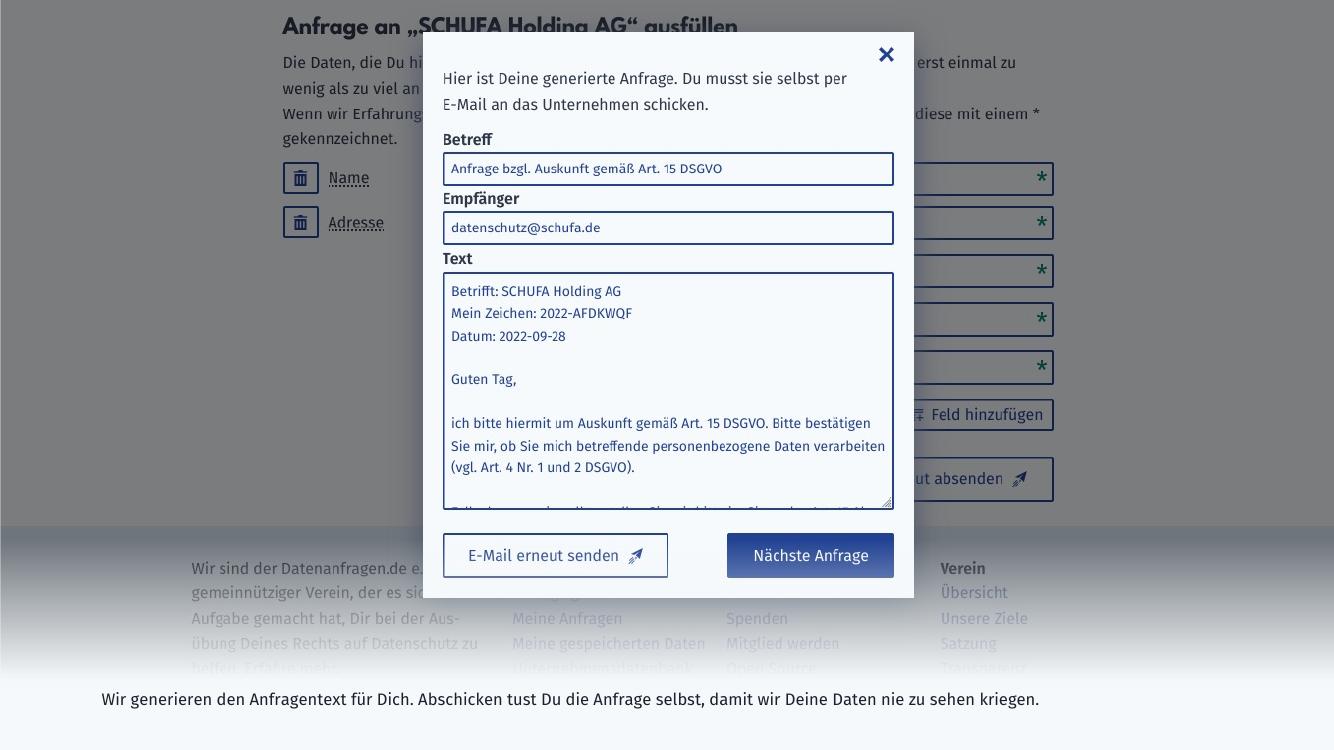 Anfrage an „SCHUFA Holding AG“ ausfüllen
Die Daten, die Du hi
erst einmal zu
wenig als zu viel an
Wenn wir Erfahrung
diese mit einem *
gekennzeichnet.
Name
*
Adresse
*
*
*
*
Feld hinzufügen
ut absenden
Hier ist Deine generierte Anfrage. Du musst sie selbst per
E-Mail an das Unternehmen schicken.
Betreff
Anfrage bzgl. Auskunft gemäß Art. 15 DSGVO
Empfänger
datenschutz@schufa.de
Text
Betrifft: SCHUFA Holding AG
Mein Zeichen: 2022-AFDKWQF
Datum: 2022-09-28
Guten Tag,
ich bitte hiermit um Auskunft gemäß Art. 15 DSGVO. Bitte bestätigen
Sie mir, ob Sie mich betreffende personenbezogene Daten verarbeiten
(vgl. Art. 4 Nr. 1 und 2 DSGVO).
E-Mail erneut senden
Nächste Anfrage
Wir sind der Datenanfragen.de e.
gemeinnütziger Verein, der es sic
Aufgabe gemacht hat, Dir bei der Aus-
übung Deines Rechts auf Datenschutz zu
helfen. Erfahre mehr
Meine Anfragen
Meine gespeicherten Daten
Unternehmensdatenbank
Spenden
Mitglied werden
Open Source
Verein
Übersicht
Unsere Ziele
Satzung
Transparenz
Wir generieren den Anfragentext für Dich. Abschicken tust Du die Anfrage selbst, damit wir Deine Daten nie zu sehen kriegen.